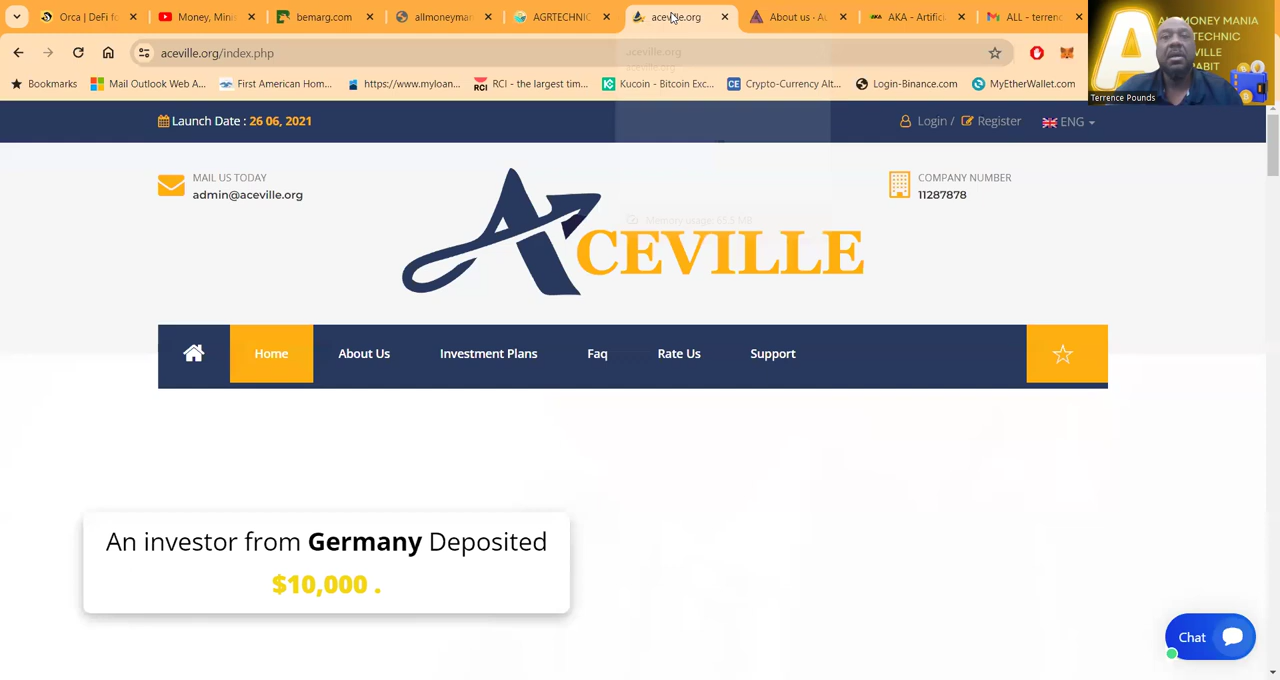 Orca | DeFi fo
Money, Mini
bemarg.com
allmoneymar
AGRTECHNIC
aceville.org
About us · Au
AKA - Artific
ALL - terrenc
aceville.org/index.php
Bookmarks
Mail Outlook Web A...
First American Hom...
https://www.myloan...
RCI - the largest tim...
Kucoin - Bitcoin Exc...
Crypto-Currency Alt...
Login-Binance.com
MyEtherWallet.com
aceville.org
aceville.org
Memory usage: 65.5 MB
MONEY MANIA
Terrence Pounds
Launch Date : 26 06, 2021
Login / Register
ENG
MAIL US TODAY
admin@aceville.org
ACEVILLE
COMPANY NUMBER
11287878
Home
About Us
Investment Plans
Faq
Rate Us
Support
An investor from Germany Deposited
$10,000 .
Chat